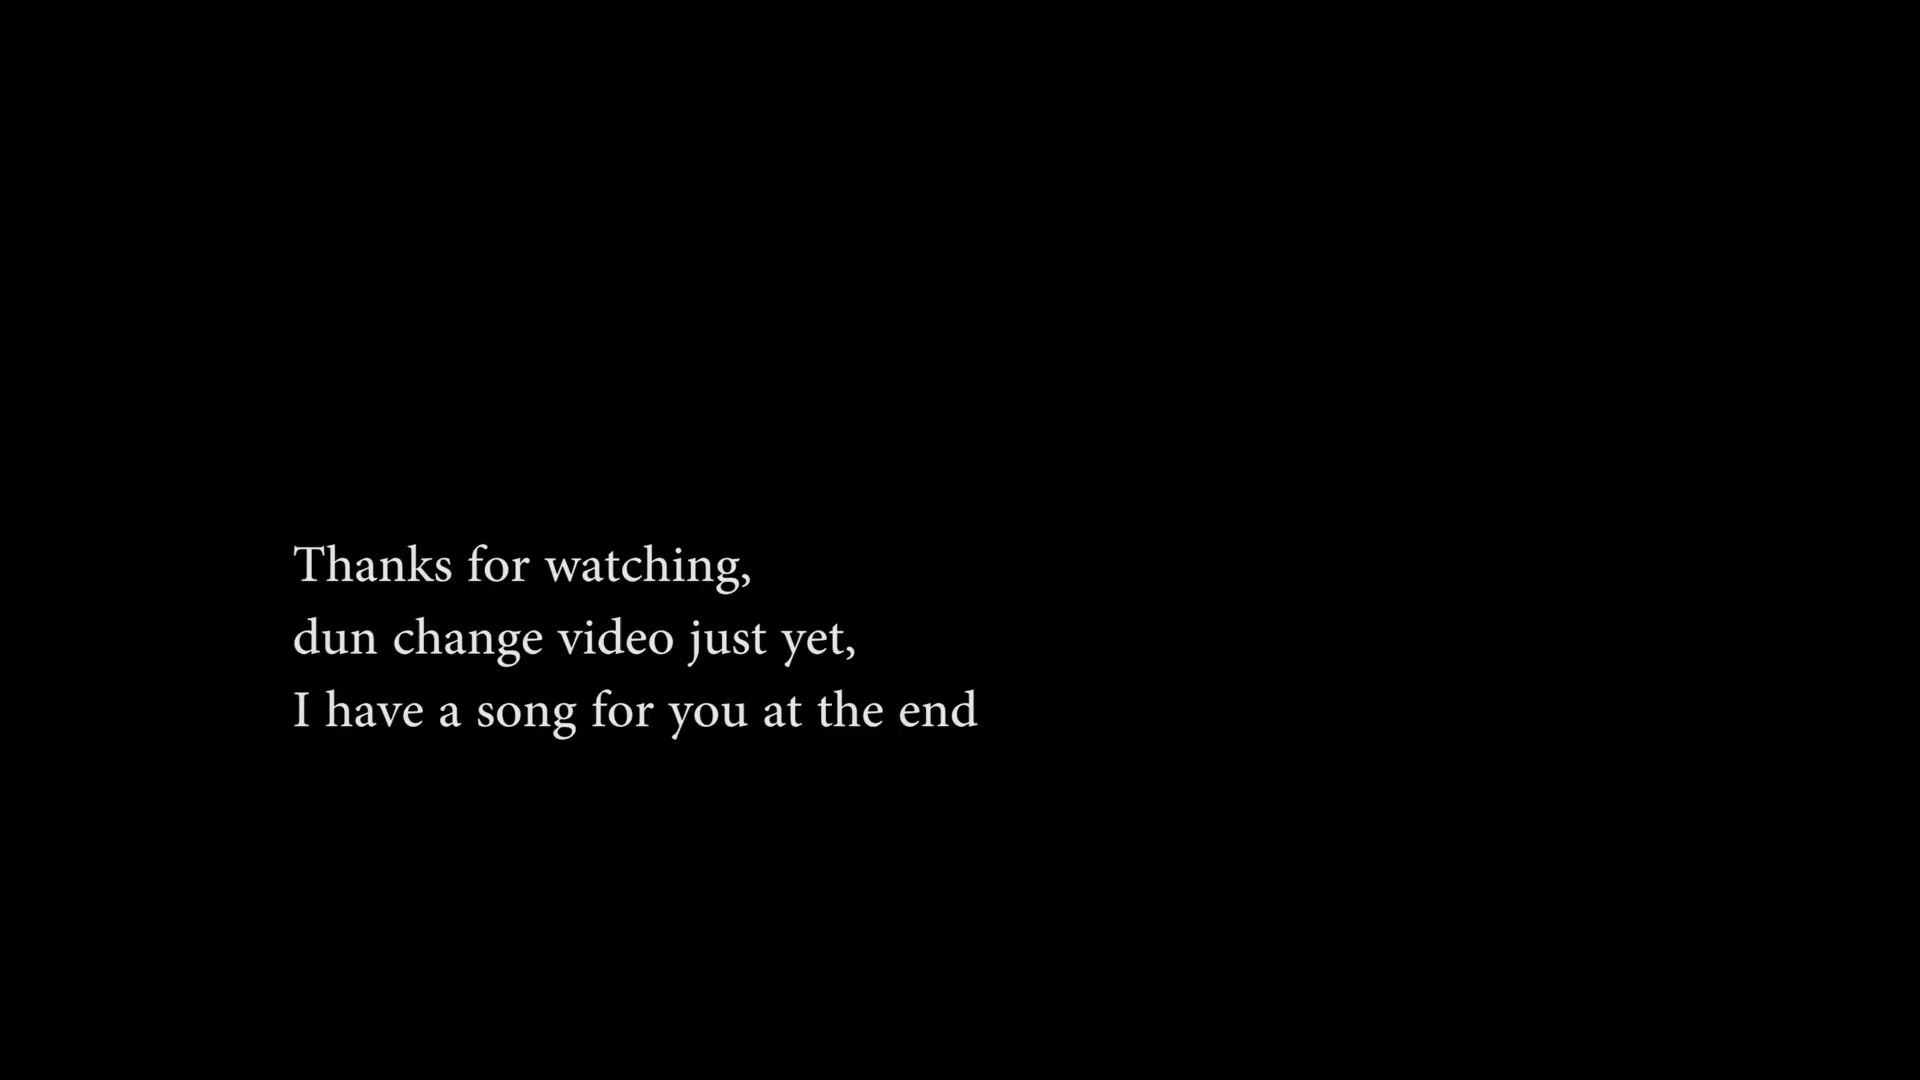 Thanks for watching,
dun change video just yet,
I have a song for you at the end